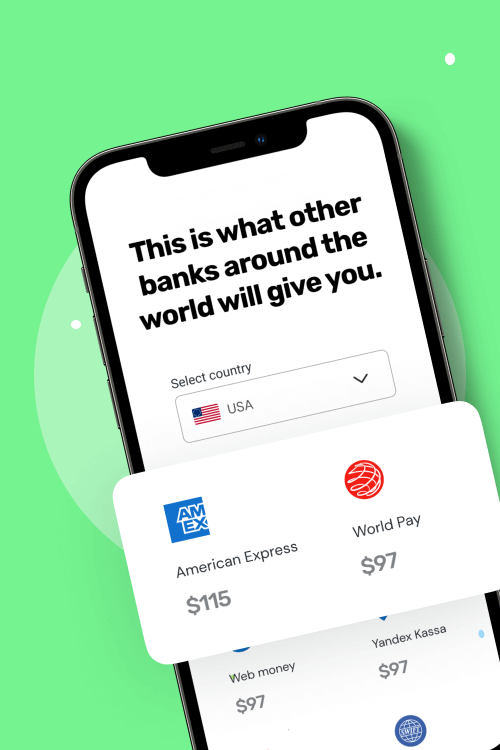 This is what other
banks around the
world will give you.
Select country
USA
AM
EX
American Express
$115
World Pay
$97
Web money
$97
Yandex Kassa
$97
SWIFT